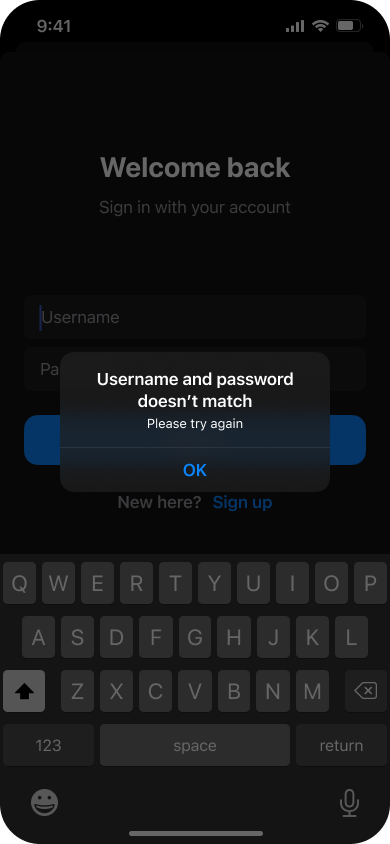 9:41
Welcome back
Sign in with your account
Username
Pa
Username and password
doesn’t match
Please try again
OK
New here? Sign up
Q W E R T Y U I O P
A S D F G H J K L
Z X C V B N M
123 space return